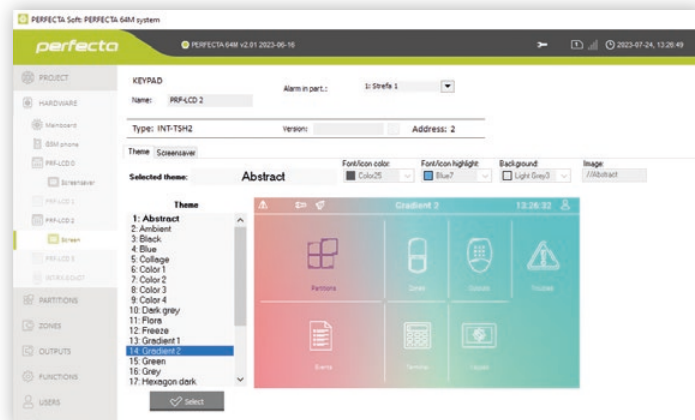 PERFECTA Soft: PERFECTA 64M system
perfecta
PERFECTA 64M v2.01 2023-06-16
1
2023-07-24, 13:26:49
PROJECT
HARDWARE
Mainboard
GSM phone
PRF-LCD 0
Screensaver
PRF-LCD 1
PRF-LCD 2
Screen
PRF-LCD 3
PARTITIONS
ZONES
OUTPUTS
FUNCTIONS
USERS
KEYPAD
Name: PRF-LCD 2
Alarm in part.: 1: Strefa 1
Type: INT-TSH2
Version:
Address: 2
Theme Screensaver
Selected theme: Abstract
Font/icon color: Color25
Font/icon highlight: Blue7
Background: Light Grey3
Image: //Abstract
Theme
1: Abstract
2: Ambient
3: Black
4: Blue
5: Collage
6: Color 1
7: Color 2
8: Color 3
9: Color 4
10: Dark grey
11: Flora
12: Freeze
13: Gradient 1
14: Gradient 2
15: Green
16: Grey
17: Hexagon dark
Select
Gradient 2
13:26:32
Partitions
Zones
Outputs
Troubles
Events